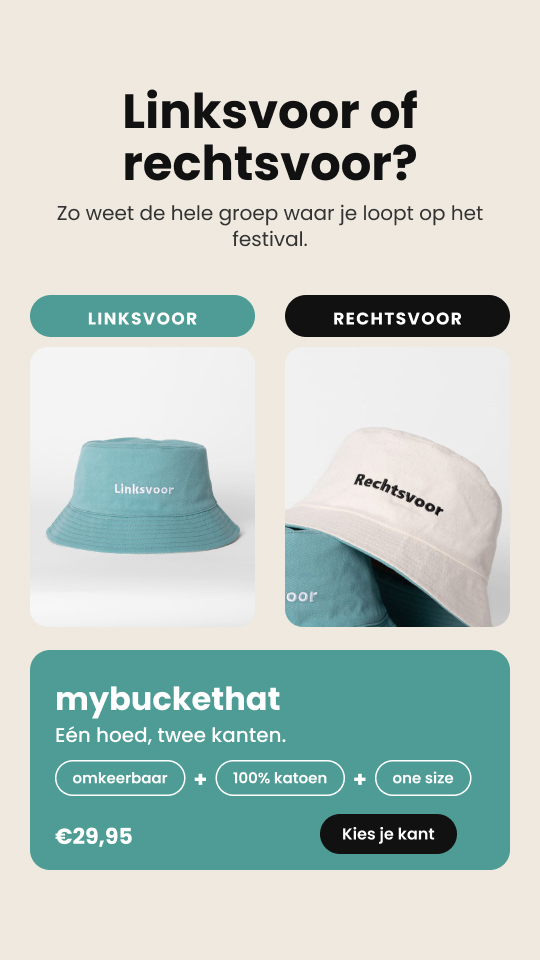 Linksvoor of
rechtsvoor?
Zo weet de hele groep waar je loopt op het
festival.
LINKSVOOR
RECHTSVOOR
Linksvoor
Rechtsvoor
oor
mybuckethat
Eén hoed, twee kanten.
omkeerbaar + 100% katoen + one size
€29,95
Kies je kant